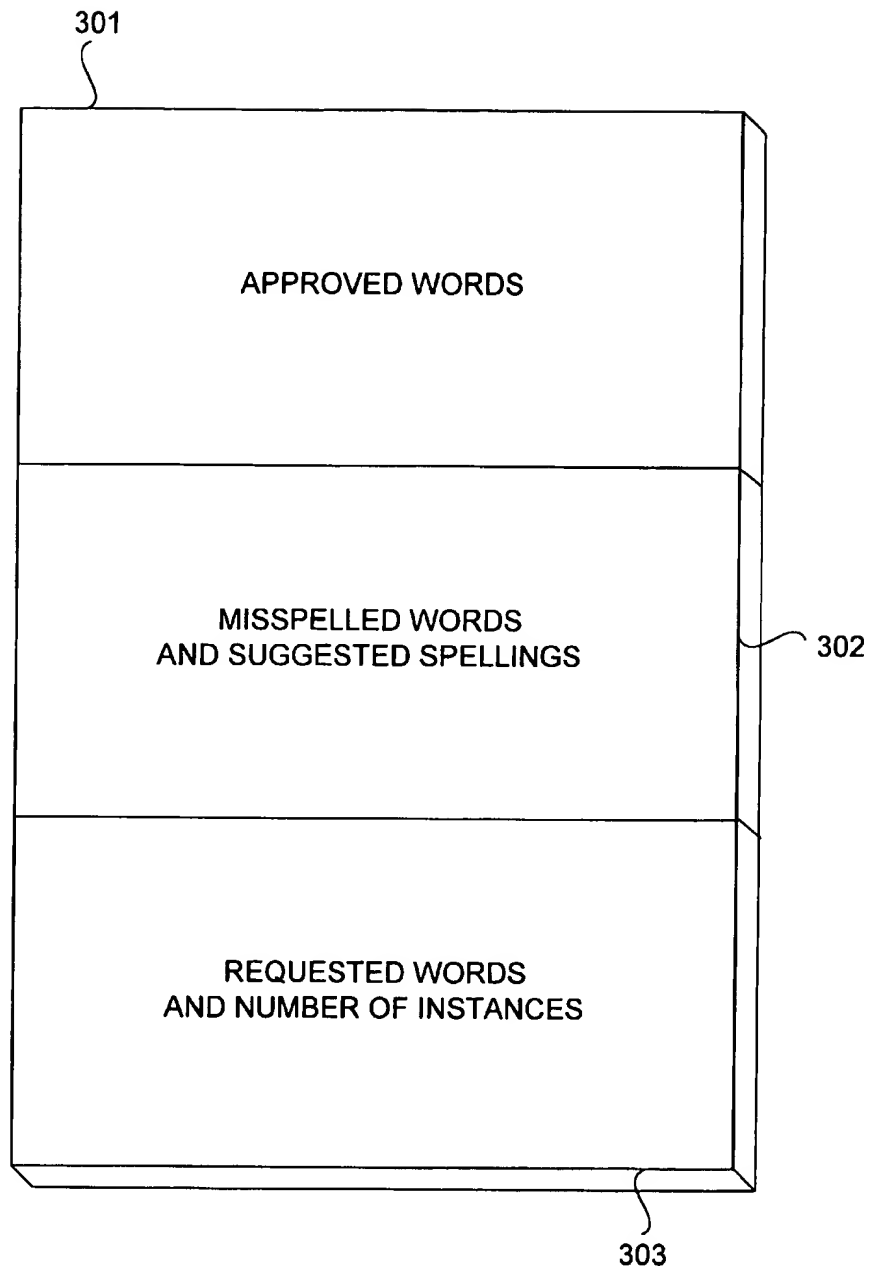 301
APPROVED WORDS
MISSPELLED WORDS
AND SUGGESTED SPELLINGS
302
REQUESTED WORDS
AND NUMBER OF INSTANCES
303